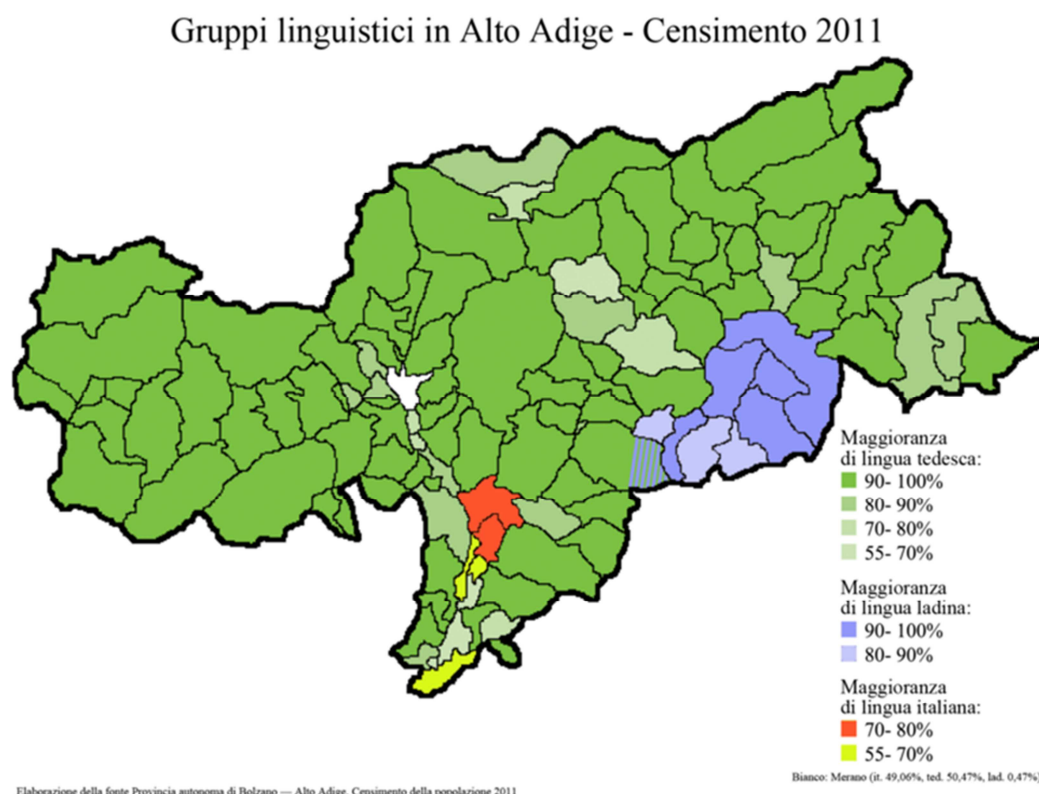 Gruppi linguistici in Alto Adige - Censimento 2011
Maggioranza
di lingua tedesca:
90- 100%
80- 90%
70- 80%
55- 70%
Maggioranza
di lingua ladina:
90- 100%
80- 90%
Maggioranza
di lingua italiana:
70- 80%
55- 70%
Bianco: Merano (it. 49,06%, ted. 50,47%, lad. 0,47%)
Elaborazione della fonte Provincia autonoma di Bolzano — Alto Adige, Censimento della popolazione 2011